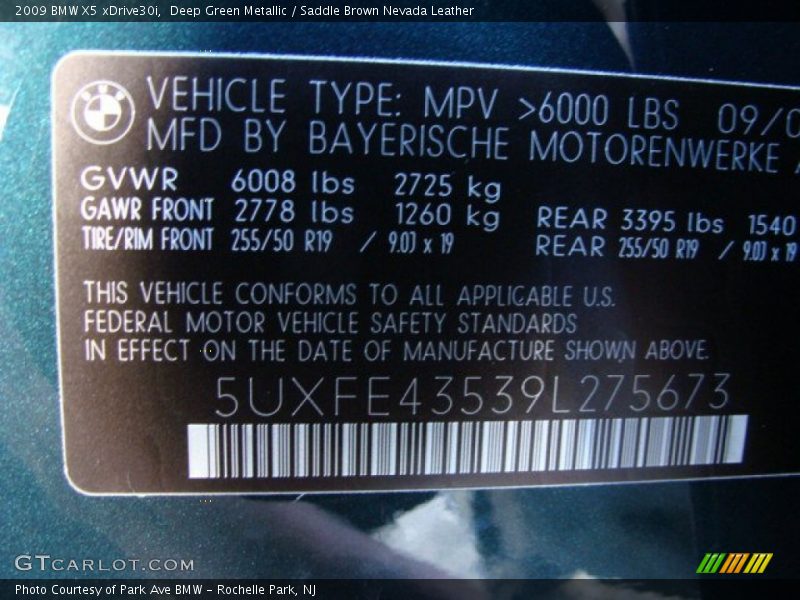 2009 BMW X5 xDrive30i, Deep Green Metallic / Saddle Brown Nevada Leather
VEHICLE TYPE: MPV >6000 LBS 09/0
MFD BY BAYERISCHE MOTORENWERKE
GVWR 6008 lbs 2725 kg
GAWR FRONT 2778 lbs 1260 kg REAR 3395 lbs 1540
TIRE/RIM FRONT 255/50 R19 / 9.0J x 19 REAR 255/50 R19 / 9.0J x 19
THIS VEHICLE CONFORMS TO ALL APPLICABLE U.S.
FEDERAL MOTOR VEHICLE SAFETY STANDARDS
IN EFFECT ON THE DATE OF MANUFACTURE SHOWN ABOVE.
5UXFE43539L275673
GTCARLOT.COM
Photo Courtesy of Park Ave BMW - Rochelle Park, NJ